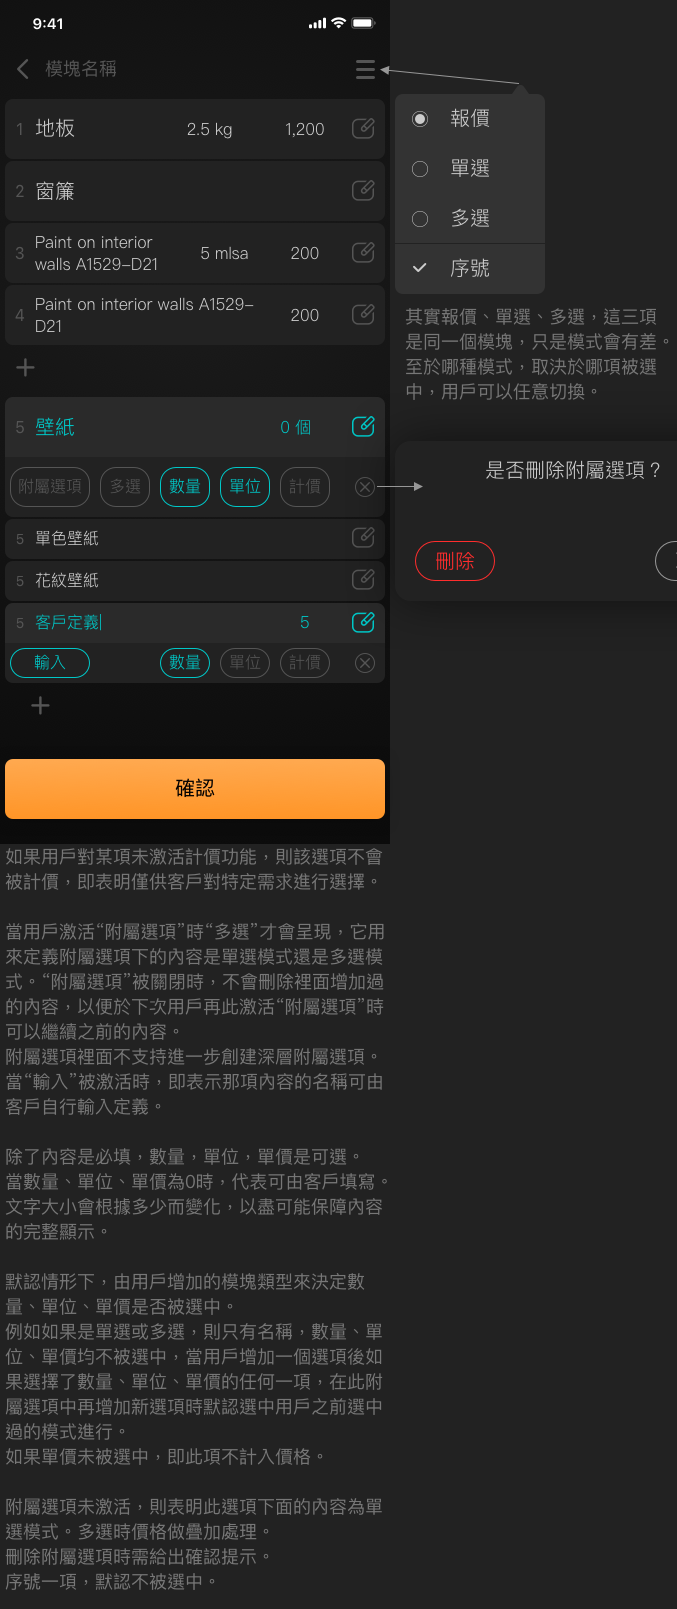 9:41
模塊名稱
1 地板 2.5 kg 1,200
2 窗簾
3 Paint on interior walls A1529-D21 5 mlsa 200
4 Paint on interior walls A1529-D21 200
5 壁紙 0 個
附屬選項 多選 數量 單位 計價
5 單色壁紙
5 花紋壁紙
5 客戶定義 5
輸入 數量 單位 計價
確認
報價
單選
多選
序號
其實報價、單選、多選，這三項
是同一個模塊，只是模式會有差。
至於哪種模式，取決於哪項被選
中，用戶可以任意切換。
是否刪除附屬選項？
刪除
如果用戶對某項未激活計價功能，則該選項不會
被計價，即表明僅供客戶對特定需求進行選擇。
當用戶激活“附屬選項”時“多選”才會呈現，它用
來定義附屬選項下的內容是單選模式還是多選模
式。“附屬選項”被關閉時，不會刪除裡面增加過
的內容，以便於下次用戶再此激活“附屬選項”時
可以繼續之前的內容。
附屬選項裡面不支持進一步創建深層附屬選項。
當“輸入”被激活時，即表示那項內容的名稱可由
客戶自行輸入定義。
除了內容是必填，數量，單位，單價是可選。
當數量、單位、單價為0時，代表可由客戶填寫。
文字大小會根據多少而變化，以盡可能保障內容
的完整顯示。
默認情形下，由用戶增加的模塊類型來決定數
量、單位、單價是否被選中。
例如如果是單選或多選，則只有名稱，數量、單
位、單價均不被選中，當用戶增加一個選項後如
果選擇了數量、單位、單價的任何一項，在此附
屬選項中再增加新選項時默認選中用戶之前選中
過的模式進行。
如果單價未被選中，即此項不計入價格。
附屬選項未激活，則表明此選項下面的內容為單
選模式。多選時價格做疊加處理。
刪除附屬選項時需給出確認提示。
序號一項，默認不被選中。